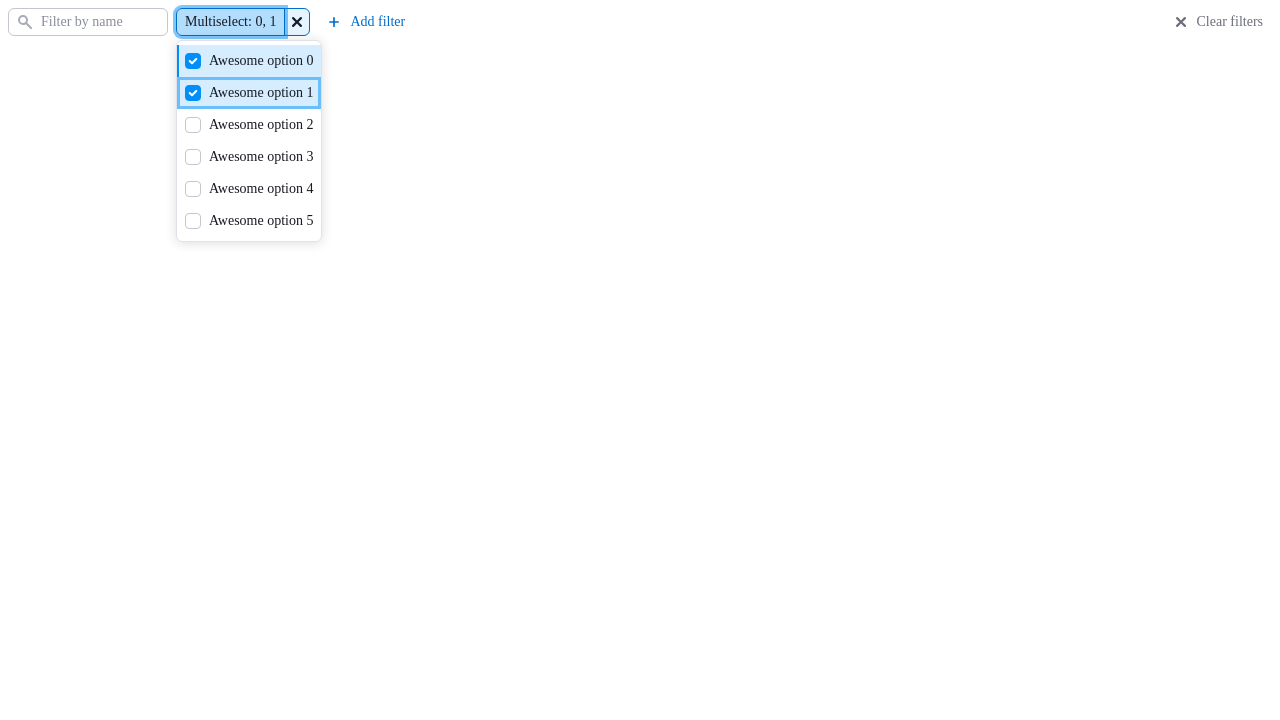 Filter by name
Multiselect: 0, 1
Add filter
Clear filters
Awesome option 0
Awesome option 1
Awesome option 2
Awesome option 3
Awesome option 4
Awesome option 5